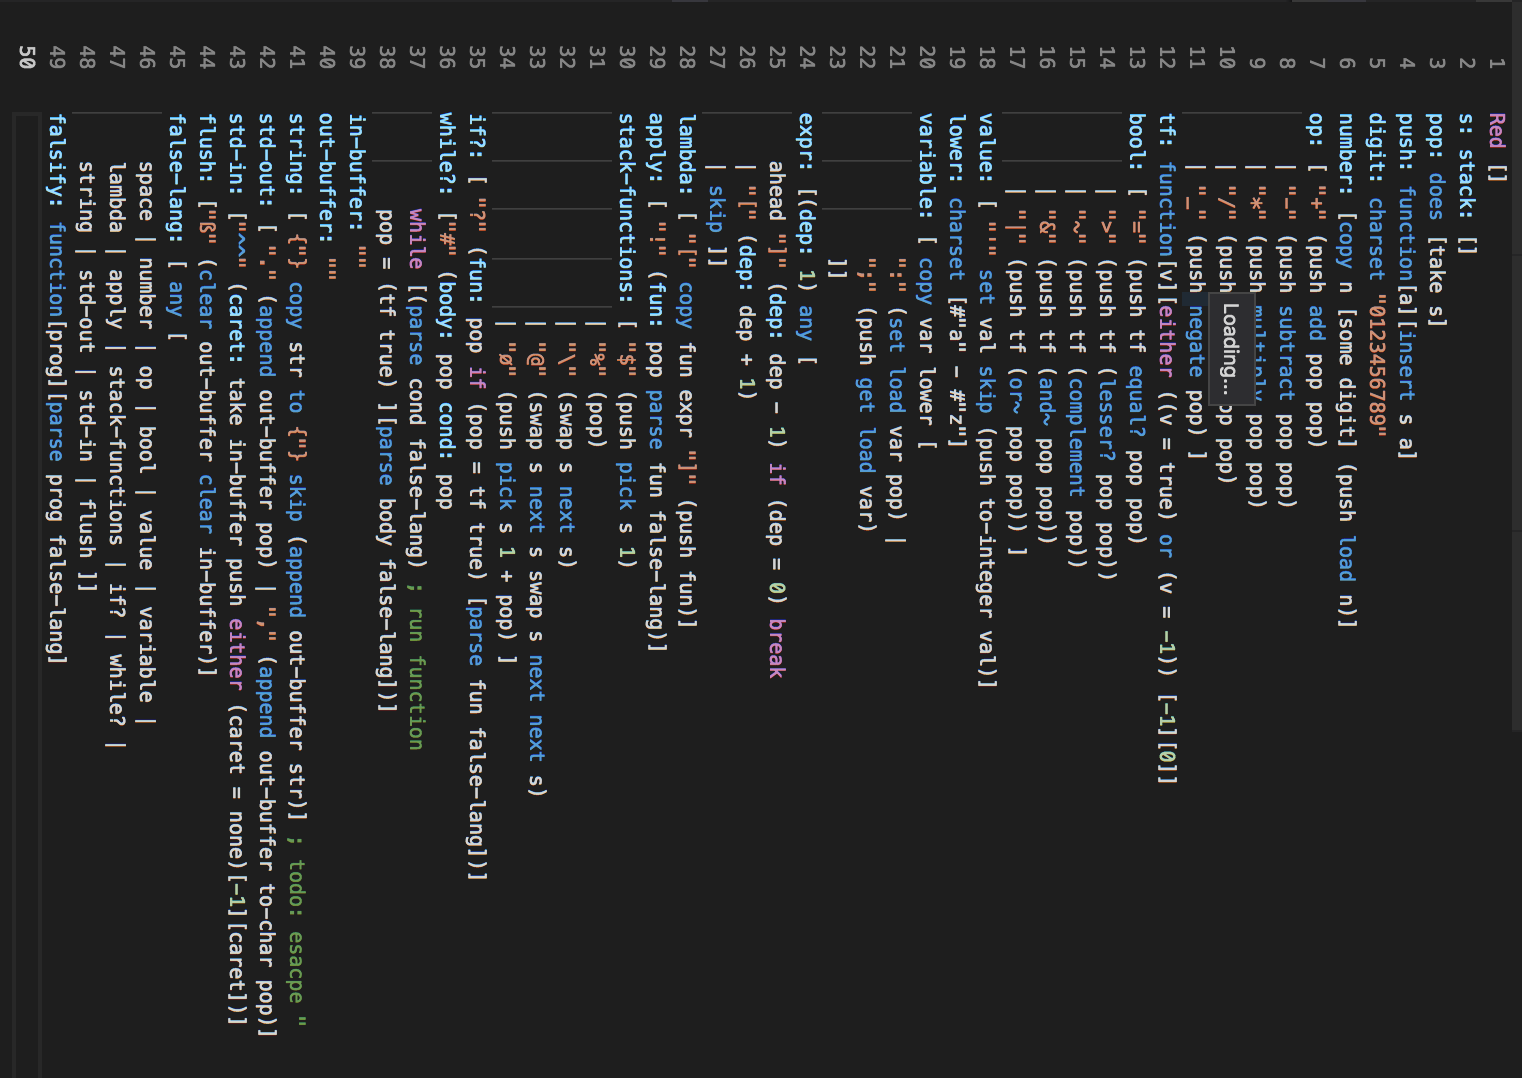 1 Red []
2 s: stack: []
3 pop: does [take s]
4 push: function[a][insert s a]
5 digit: charset "0123456789"
6 number: [copy n [some digit] (push load n)]
7 op: [ "+" (push add pop pop)
8 | "-" (push subtract pop pop)
9 | "*" (push pop pop)
10 | "/" (push pop pop)
Loading...
11 | "_" (push negate pop) ]
12 tf: function[v][either ((v = true) or (v = -1)) [-1][0]]
13 bool: [ "=" (push tf equal? pop pop)
14 | ">" (push tf (lesser? pop pop))
15 | "~" (push tf (complement pop))
16 | "&" (push tf (and~ pop pop))
17 | "|" (push tf (or~ pop pop)) ]
18 value: [ "'" set val skip (push to-integer val)]
19 lower: charset [#"a" - #"z"]
20 variable: [ copy var lower [
21 ":" (set load var pop) |
22 ";" (push get load var)
23 ]]
24 expr: [(dep: 1) any [
25 ahead "]" (dep: dep - 1) if (dep = 0) break
26 | "[" (dep: dep + 1)
27 | skip ]]
28 lambda: [ "[" copy fun expr "]" (push fun)]
29 apply: [ "!" (fun: pop parse fun false-lang)]
30 stack-functions: [ "$" (push pick s 1)
31 | "%" (pop)
32 | "\" (swap s next s)
33 | "@" (swap s next s swap s next next s)
34 | "ø" (push pick s 1 + pop) ]
35 if?: [ "?" (fun: pop if (pop = tf true) [parse fun false-lang])]
36 while?: ["#" (body: pop cond: pop
37 while [(parse cond false-lang) ; run function
38 pop = (tf true) ][parse body false-lang])]
39 in-buffer: ""
40 out-buffer: ""
41 string: [ {"} copy str to {"} skip (append out-buffer str)] ; todo: esacpe "
42 std-out: [ "." (append out-buffer pop) | "," (append out-buffer to-char pop)]
43 std-in: ["^^" (caret: take in-buffer push either (caret = none)[-1][caret])]
44 flush: ["ß" (clear out-buffer clear in-buffer)]
45 false-lang: [ any [
46 space | number | op | bool | value | variable |
47 lambda | apply | stack-functions | if? | while? |
48 string | std-out | std-in | flush ]]
49 falsify: function[prog][parse prog false-lang]
50